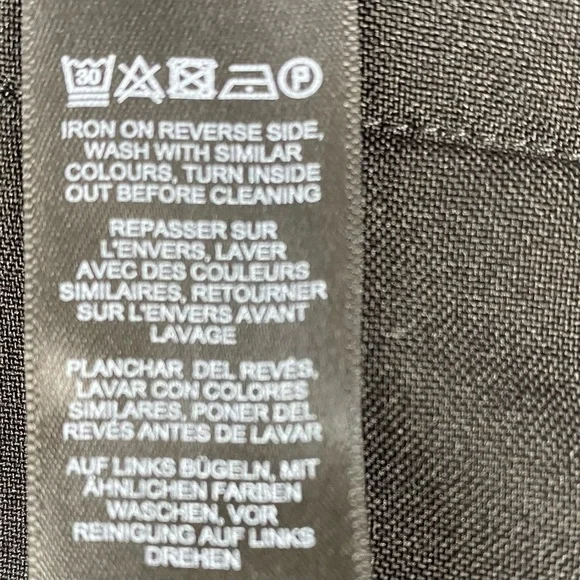 30 P
IRON ON REVERSE SIDE,
WASH WITH SIMILAR
COLOURS, TURN INSIDE
OUT BEFORE CLEANING
REPASSER SUR
L'ENVERS, LAVER
AVEC DES COULEURS
SIMILAIRES, RETOURNER
SUR L'ENVERS AVANT
LAVAGE
PLANCHAR DEL REVÉS,
LAVAR CON COLORES
SIMILARES, PONER DEL
REVÉS ANTES DE LAVAR
AUF LINKS BÜGELN, MIT
ÄHNLICHEN FARBEN
WASCHEN, VOR
REINIGUNG AUF LINKS
DREHEN